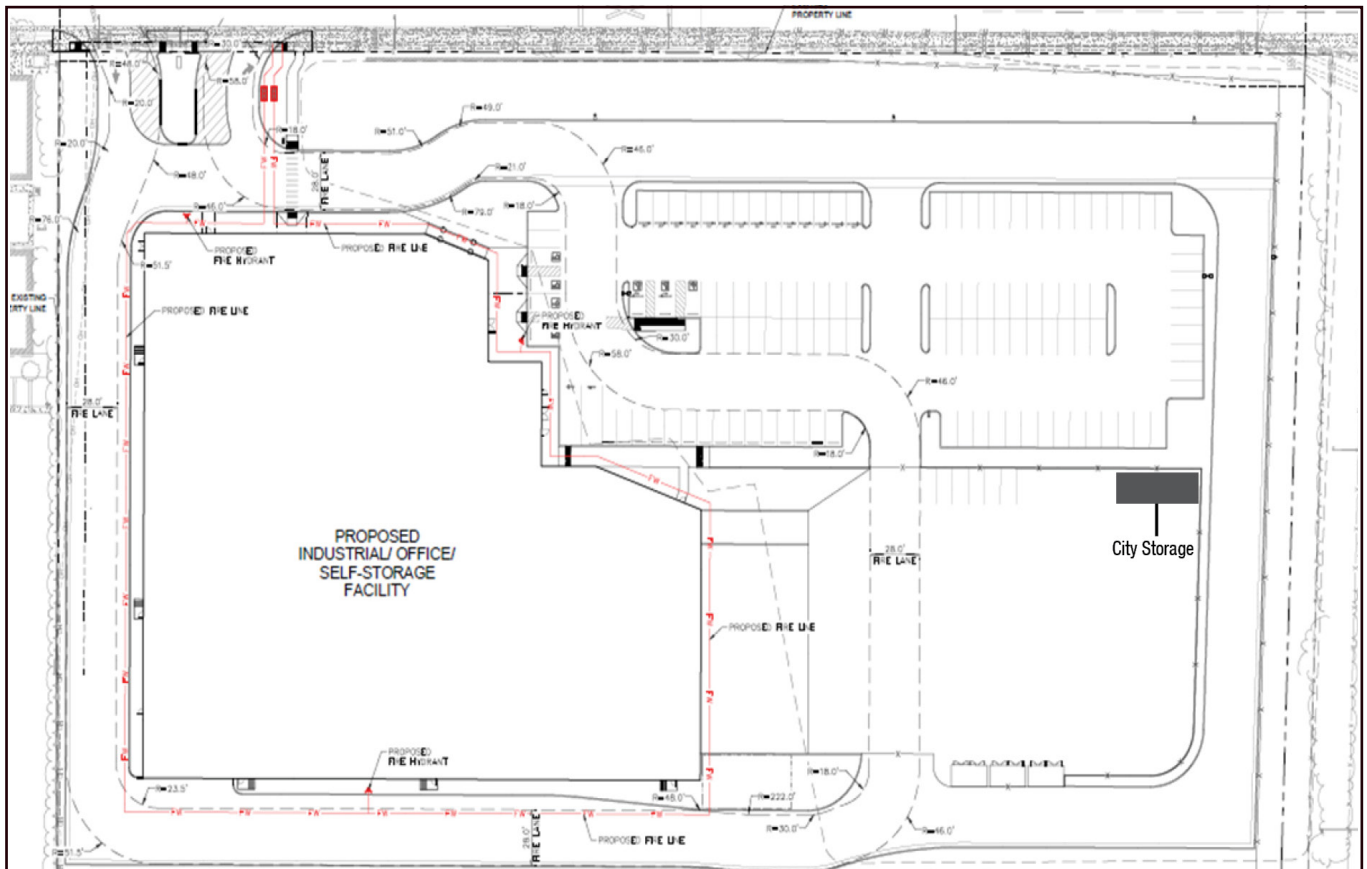 PROPERTY LINE
R=48.0'
R=58.0'
R=20.0'
R=49.0'
R=20.0'
R=18.0'
R=51.0'
R=46.0'
28.0'
FIRE LANE
R=48.0'
R=21.0'
R=46.0'
R=18.0'
R=76.0'
R=79.0'
PROPOSED
FIRE HYDRANT
PROPOSED FIRE LINE
R=51.5'
EXISTING
ERTY LINE
PROPOSED FIRE LINE
PROPOSED
FIRE HYDRANT
R=30.0'
R=58.0'
R=46.0'
28.0'
FIRE LANE
R=18.0'
PROPOSED
INDUSTRIAL/ OFFICE/
SELF-STORAGE
FACILITY
City Storage
28.0'
FIRE LANE
PROPOSED FIRE LINE
PROPOSED
FIRE HYDRANT
R=23.5'
R=48.0'
R=222.0'
R=18.0'
R=30.0'
R=46.0'
28.0'
FIRE LANE
PROPOSED FIRE LINE
R=51.5'